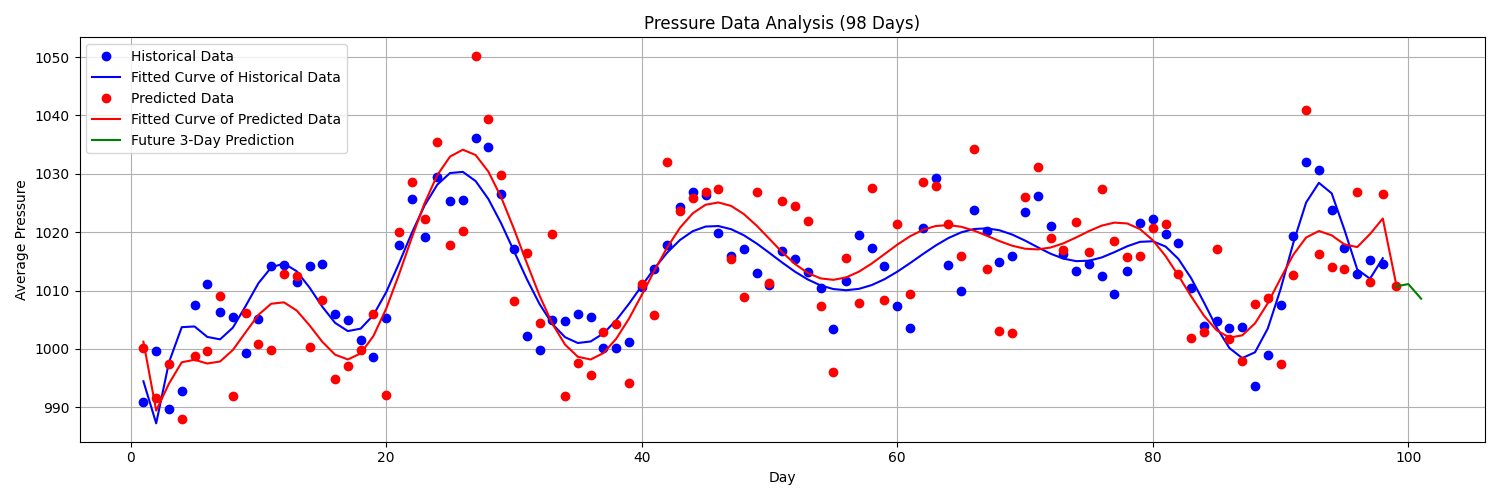 Pressure Data Analysis (98 Days)
Historical Data
Fitted Curve of Historical Data
Predicted Data
Fitted Curve of Predicted Data
Future 3-Day Prediction
Average Pressure
1050
1040
1030
1020
1010
1000
990
0 20 40 60 80 100
Day